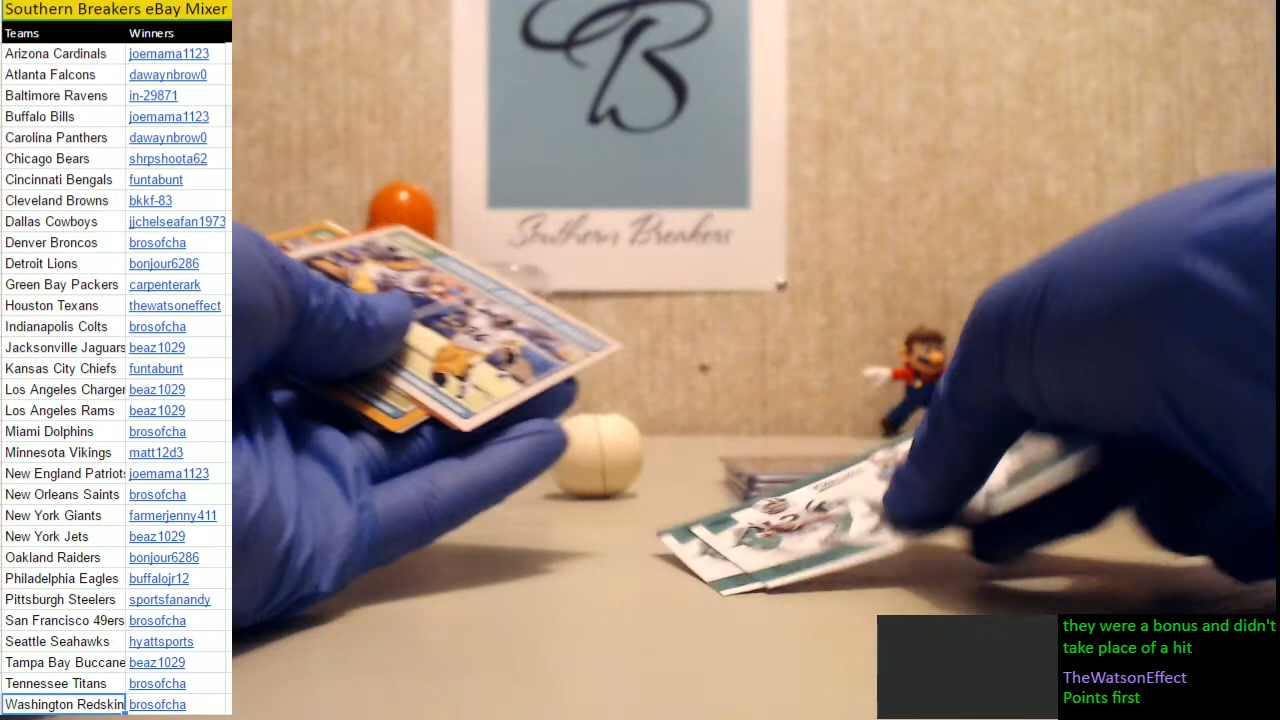 Southern Breakers eBay Mixer
Teams Winners
Arizona Cardinals joemama1123
Atlanta Falcons dawaynbrow0
Baltimore Ravens in-29871
Buffalo Bills joemama1123
Carolina Panthers dawaynbrow0
Chicago Bears shrpshoota62
Cincinnati Bengals funtabunt
Cleveland Browns bkkf-83
Dallas Cowboys jjchelseafan1973
Denver Broncos brosofcha
Detroit Lions bonjour6286
Green Bay Packers carpenterark
Houston Texans thewatsoneffect
Indianapolis Colts brosofcha
Jacksonville Jaguars beaz1029
Kansas City Chiefs funtabunt
Los Angeles Charger beaz1029
Los Angeles Rams beaz1029
Miami Dolphins brosofcha
Minnesota Vikings matt12d3
New England Patriots joemama1123
New Orleans Saints brosofcha
New York Giants farmerjenny411
New York Jets beaz1029
Oakland Raiders bonjour6286
Philadelphia Eagles buffalojr12
Pittsburgh Steelers sportsfanandy
San Francisco 49ers brosofcha
Seattle Seahawks hyattsports
Tampa Bay Buccane beaz1029
Tennessee Titans brosofcha
Washington Redskin brosofcha
B
Southern Breakers
they were a bonus and didn't
take place of a hit
TheWatsonEffect
Points first